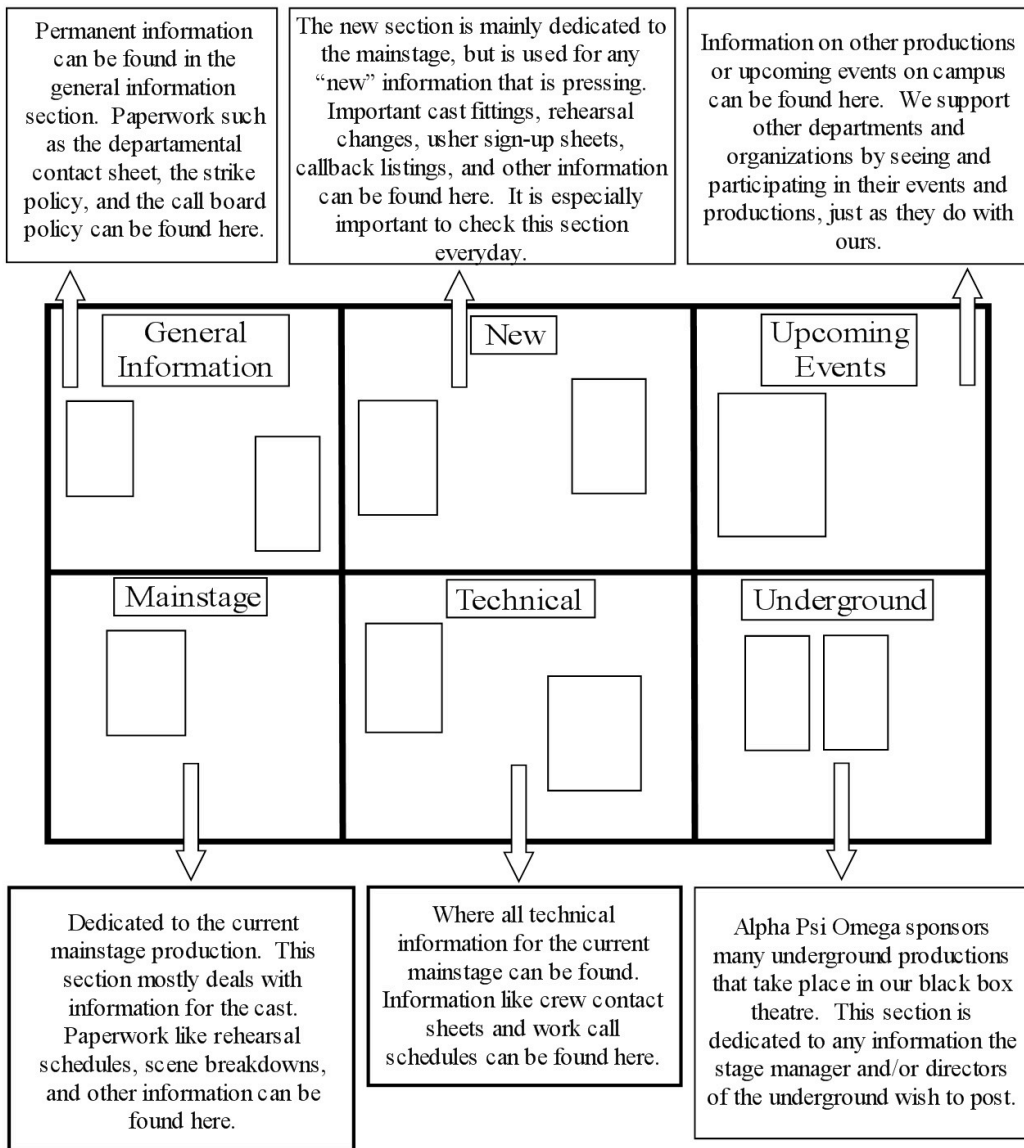 Permanent information
can be found in the
general information
section.  Paperwork such
as the departamental
contact sheet, the strike
policy, and the call board
policy can be found here.
The new section is mainly dedicated to
the mainstage, but is used for any
“new” information that is pressing.
Important cast fittings, rehearsal
changes, usher sign-up sheets,
callback listings, and other information
can be found here.  It is especially
important to check this section
everyday.
Information on other productions
or upcoming events on campus
can be found here.  We support
other departments and
organizations by seeing and
participating in their events and
productions, just as they do with
ours.
General
Information
New
Upcoming
Events
Mainstage
Technical
Underground
Dedicated to the current
mainstage production.  This
section mostly deals with
information for the cast.
Paperwork like rehearsal
schedules, scene breakdowns,
and other information can be
found here.
Where all technical
information for the current
mainstage can be found.
Information like crew contact
sheets and work call
schedules can be found here.
Alpha Psi Omega sponsors
many underground productions
that take place in our black box
theatre.  This section is
dedicated to any information the
stage manager and/or directors
of the underground wish to post.